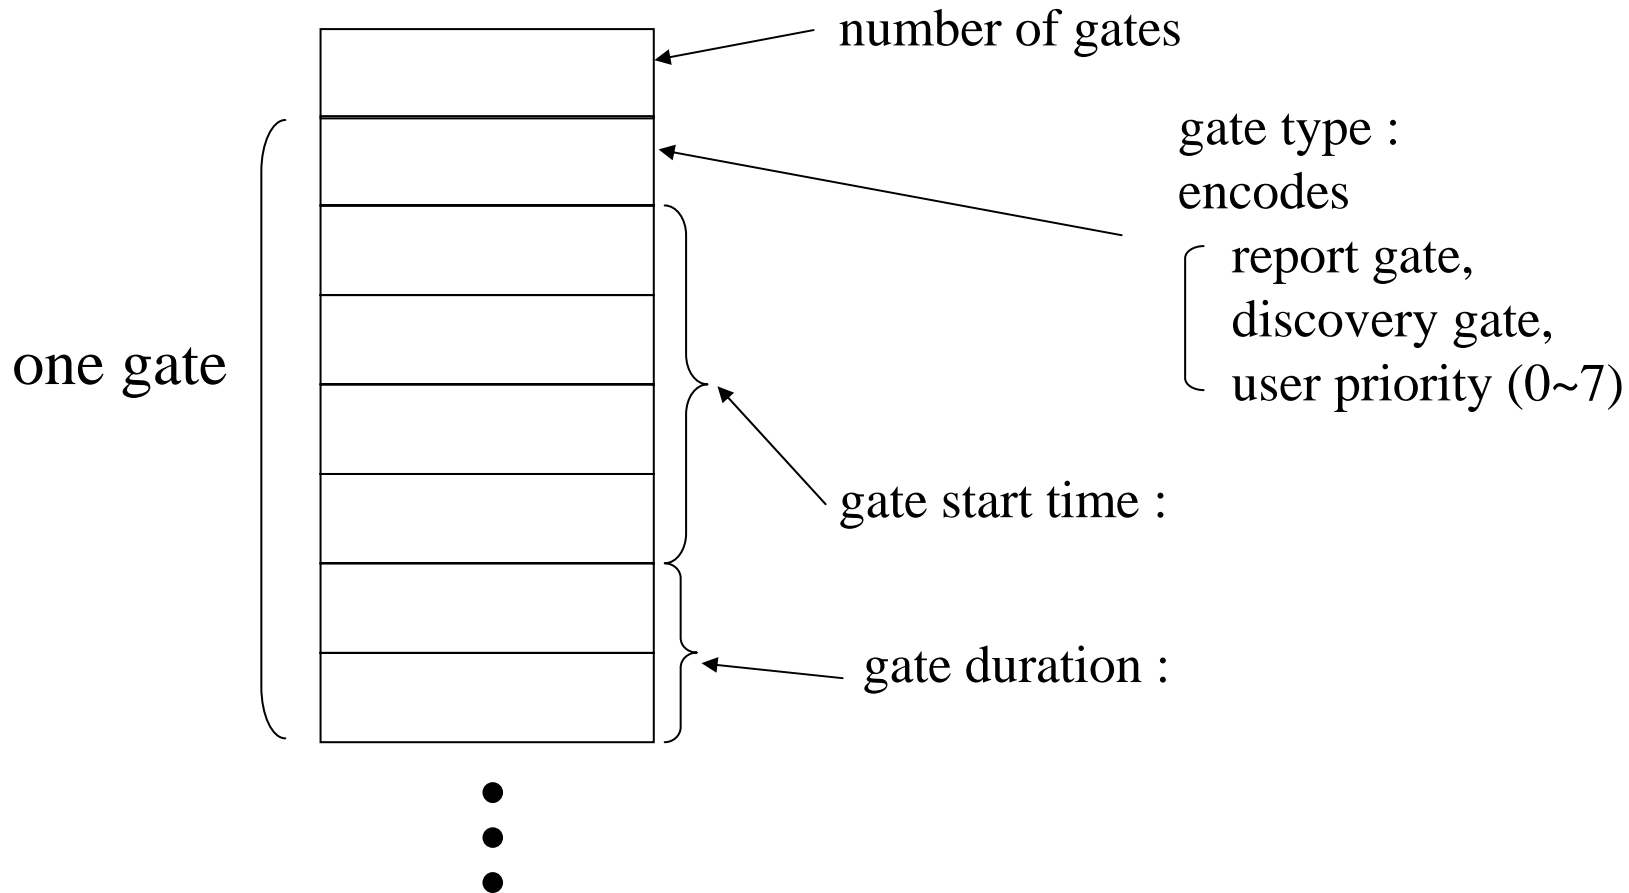 number of gates
gate type :
encodes
report gate,
discovery gate,
user priority (0~7)
one gate
gate start time :
gate duration :